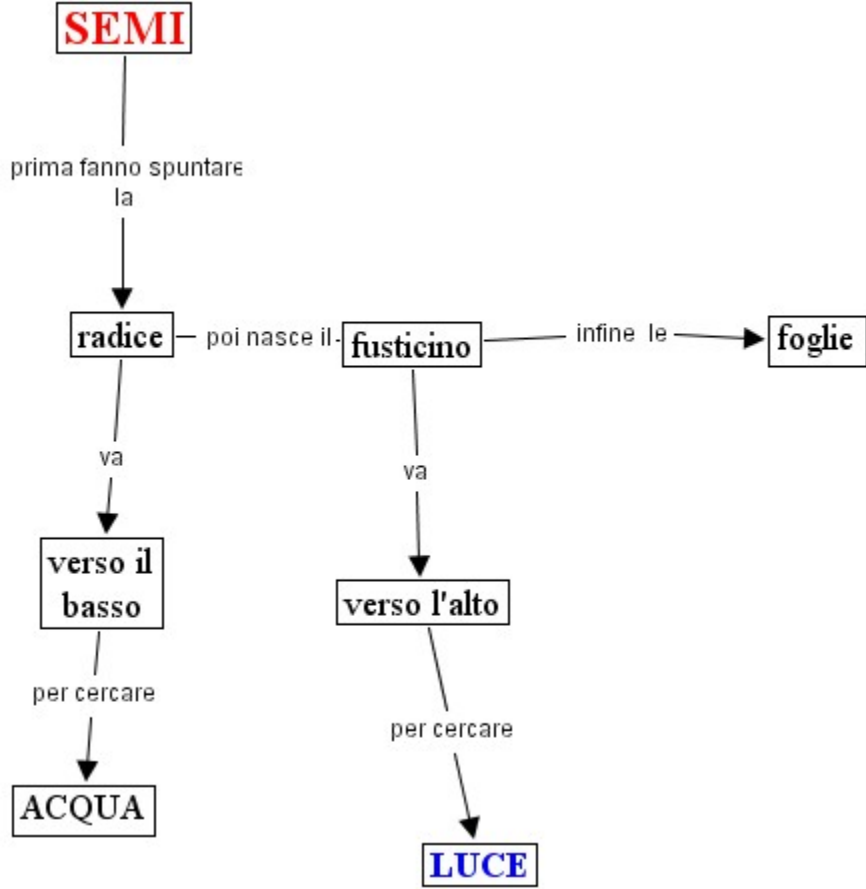 SEMI
prima fanno spuntare
la
radice
poi nasce il
fusticino
infine le
foglie
va
va
verso il
basso
verso l'alto
per cercare
per cercare
ACQUA
LUCE